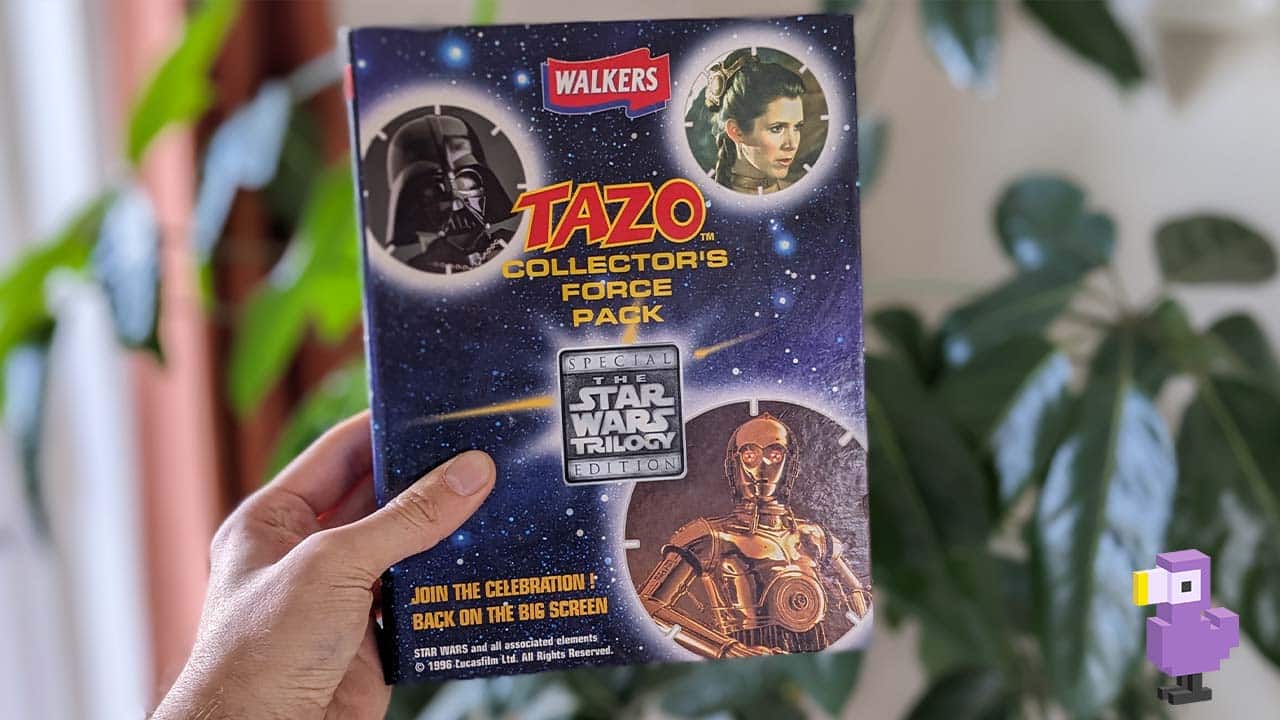 WALKERS
TAZO™
COLLECTOR'S
FORCE
PACK
SPECIAL
THE
STAR
WARS
TRILOGY
EDITION
JOIN THE CELEBRATION !
BACK ON THE BIG SCREEN
STAR WARS and all associated elements
© 1996 Lucasfilm Ltd. All Rights Reserved.